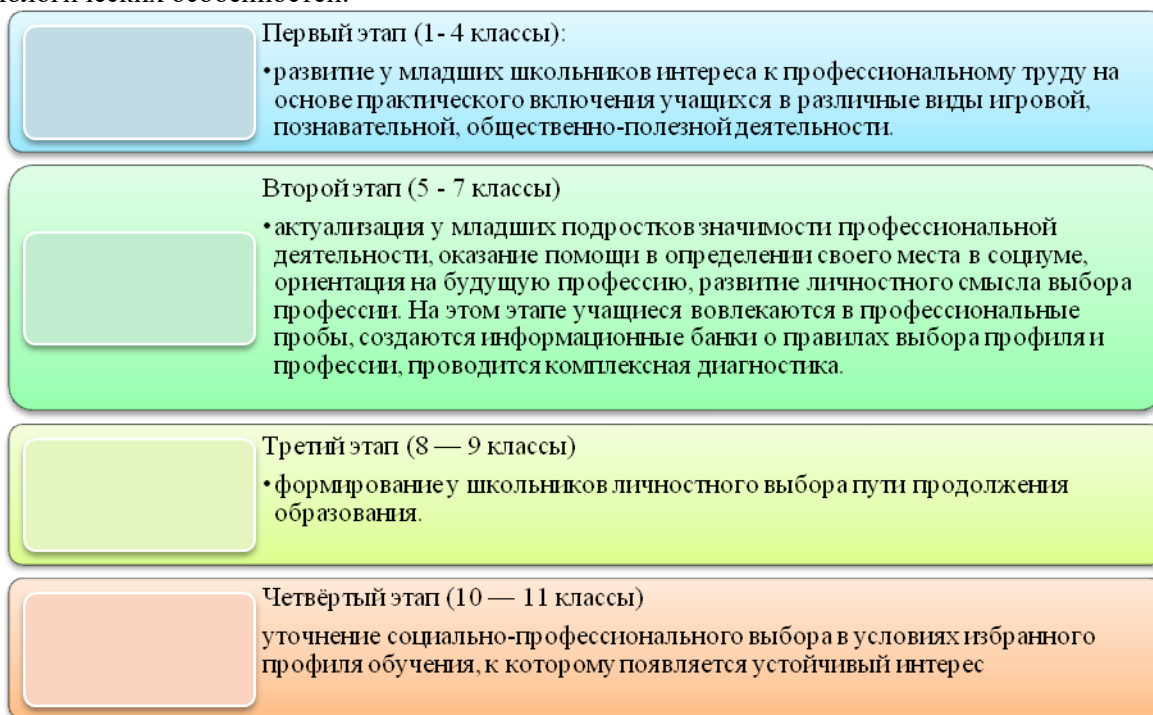 Первый этап (1- 4 классы):
•развитие у младших школьников интереса к профессиональному труду на
основе практического включения учащихся в различные виды игровой,
познавательной, общественно-полезной деятельности.
Второй этап (5 - 7 классы)
•актуализация у младших подростков значимости профессиональной
деятельности, оказание помощи в определении своего места в социуме,
ориентация на будущую профессию, развитие личностного смысла выбора
профессии. На этом этапе учащиеся вовлекаются в профессиональные
пробы, создаются информационные банки о правилах выбора профиля и
профессии, проводится комплексная диагностика.
Третий этап (8 — 9 классы)
•формирование у школьников личностного выбора пути продолжения
образования.
Четвёртый этап (10 — 11 классы)
уточнение социально-профессионального выбора в условиях избранного
профиля обучения, к которому появляется устойчивый интерес